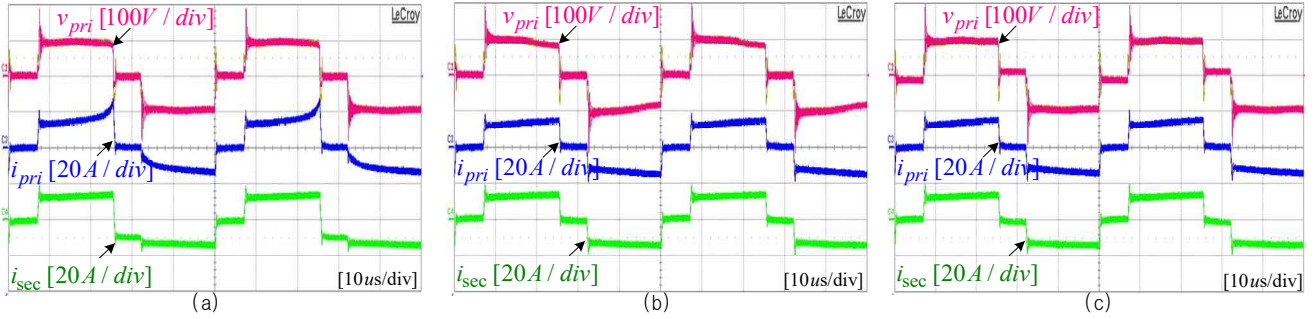 LeCroy
v_pri [100V / div]
i_pri [20A / div]
i_sec [20A / div]
[10us/div]
(a)
LeCroy
v_pri [100V / div]
i_pri [20A / div]
i_sec [20A / div]
[10us/div]
(b)
LeCroy
v_pri [100V / div]
i_pri [20A / div]
i_sec [20A / div]
[10us/div]
(c)